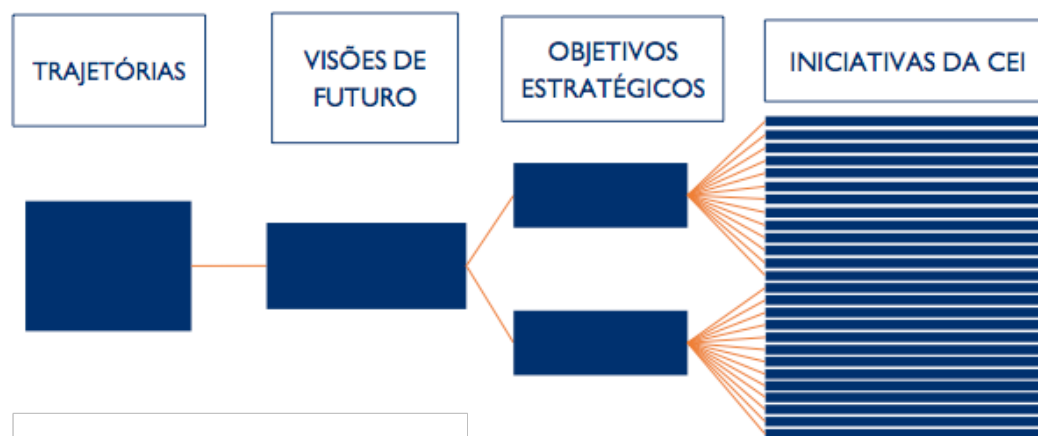 TRAJETÓRIAS
VISÕES DE
FUTURO
OBJETIVOS
ESTRATÉGICOS
INICIATIVAS DA CEI